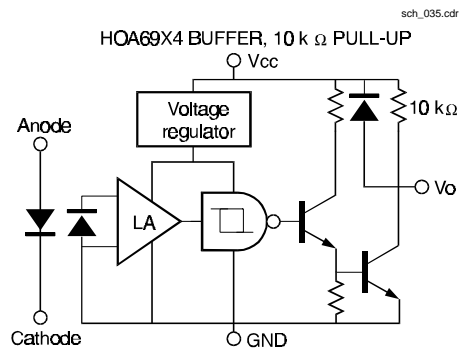 sch_035.cdr
HOA69X4 BUFFER, 10 k Ω PULL-UP
Vcc
Voltage
regulator
10 kΩ
Anode
Vo
LA
Cathode
GND